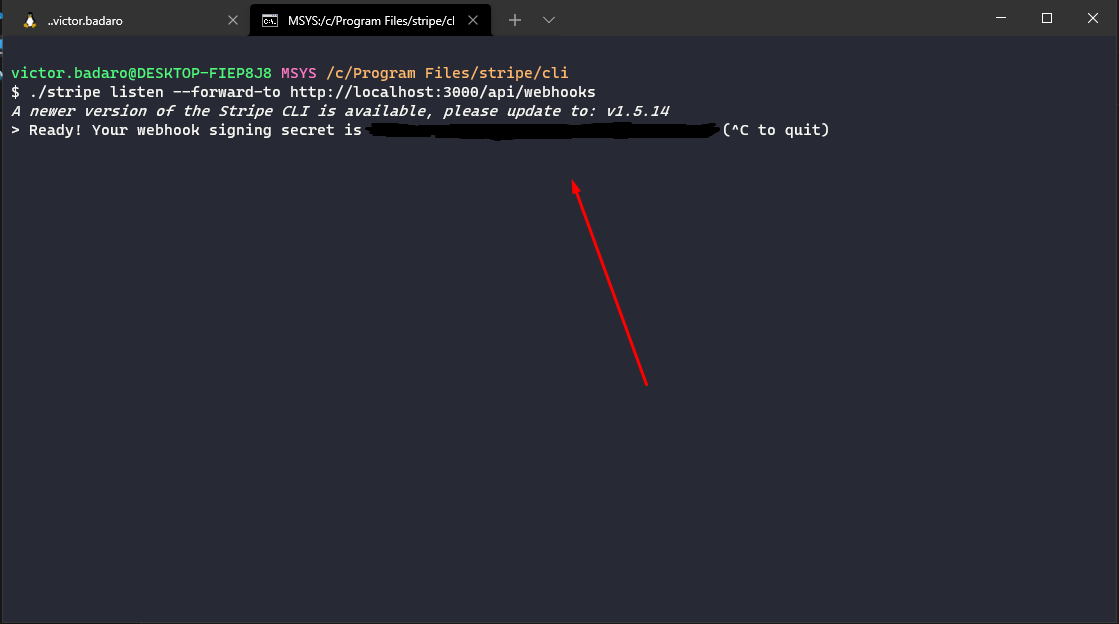 ..victor.badaro
MSYS:/c/Program Files/stripe/cl
victor.badaro@DESKTOP-FIEP8J8 MSYS /c/Program Files/stripe/cli
$ ./stripe listen --forward-to http://localhost:3000/api/webhooks
A newer version of the Stripe CLI is available, please update to: v1.5.14
> Ready! Your webhook signing secret is (^C to quit)